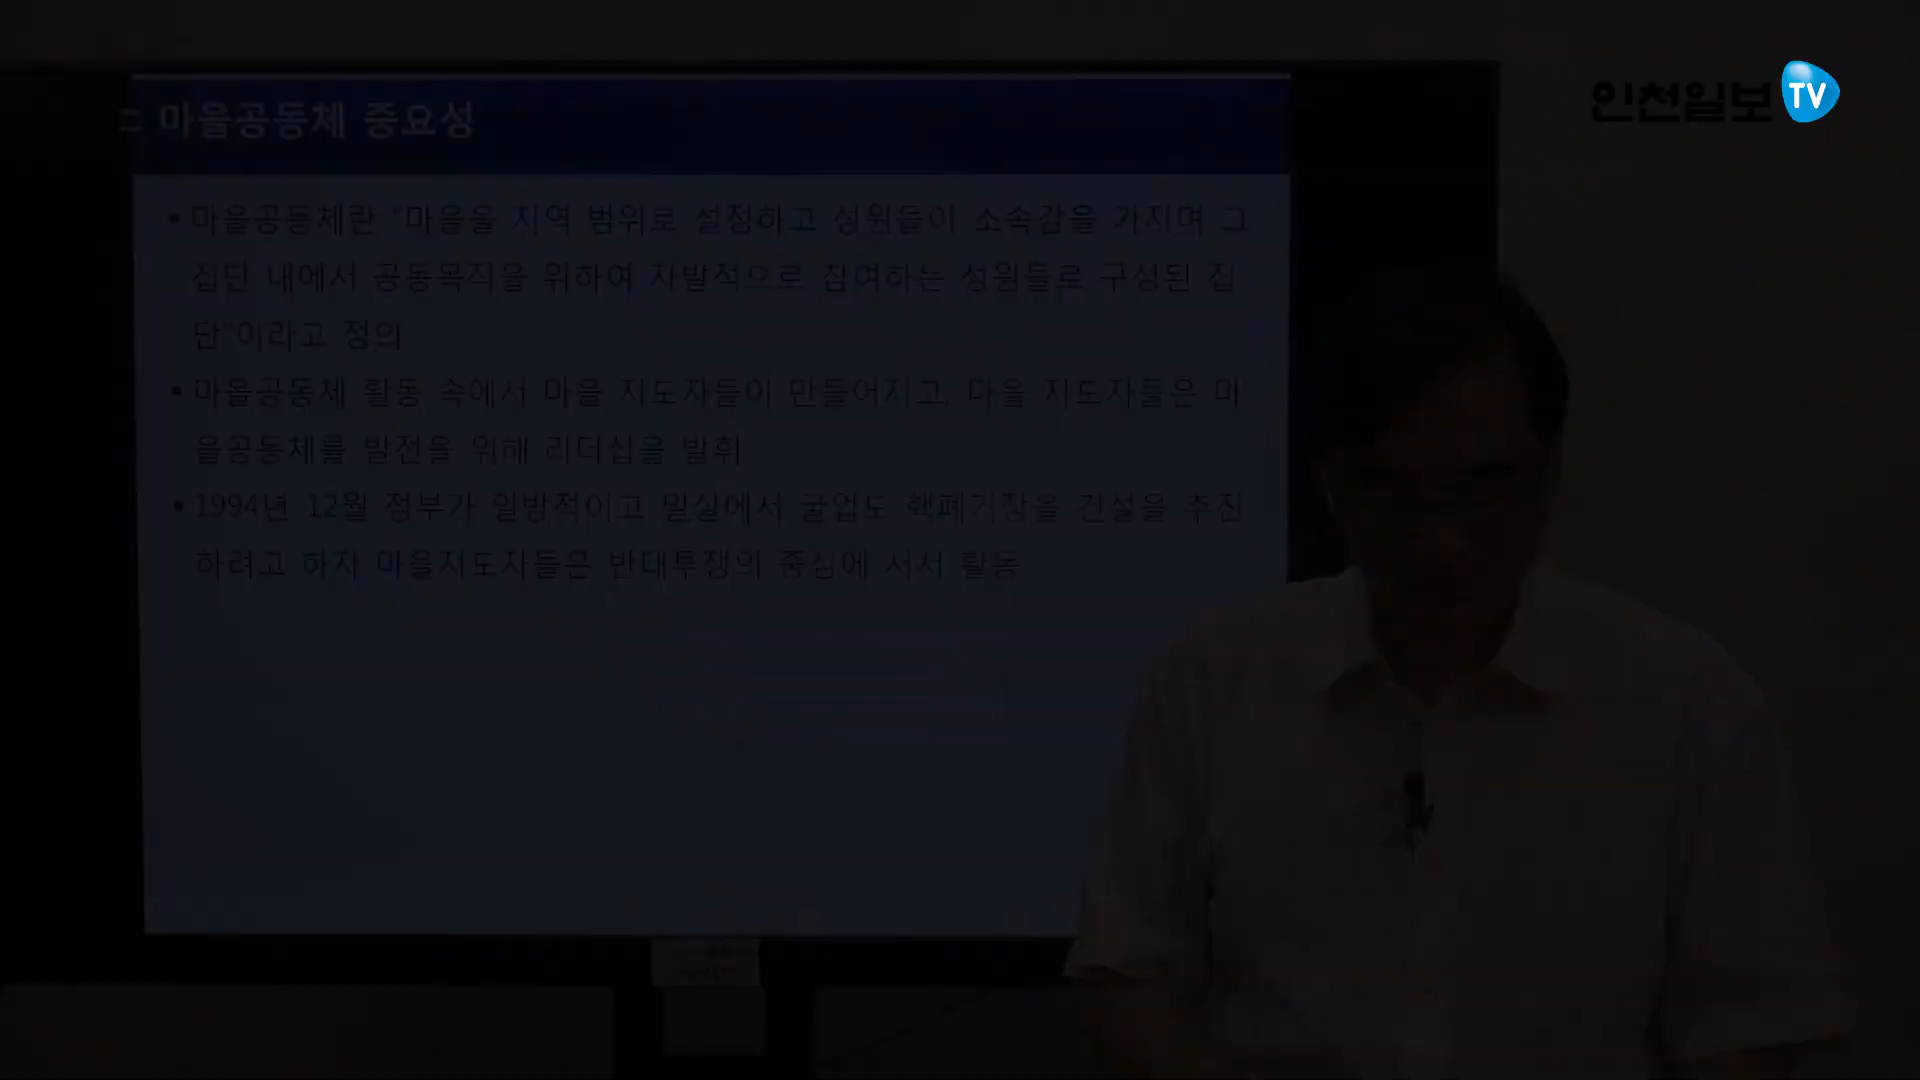 인천일보 TV
마을공동체 중요성
• 마을공동체란 "마을을 지역 범위로 설정하고 성원들이 소속감을 가지며 그
집단 내에서 공동목적을 위하여 자발적으로 참여하는 성원들로 구성된 집
단"이라고 정의
• 마을공동체 활동 속에서 마을 지도자들이 만들어지고, 마을 지도자들은 마
을공동체를 발전을 위해 리더십을 발휘
• 1994년 12월 정부가 일방적이고 밀실에서 굴업도 핵폐기장을 건설을 추진
하려고 하자 마을지도자들은 반대투쟁의 중심에 서서 활동